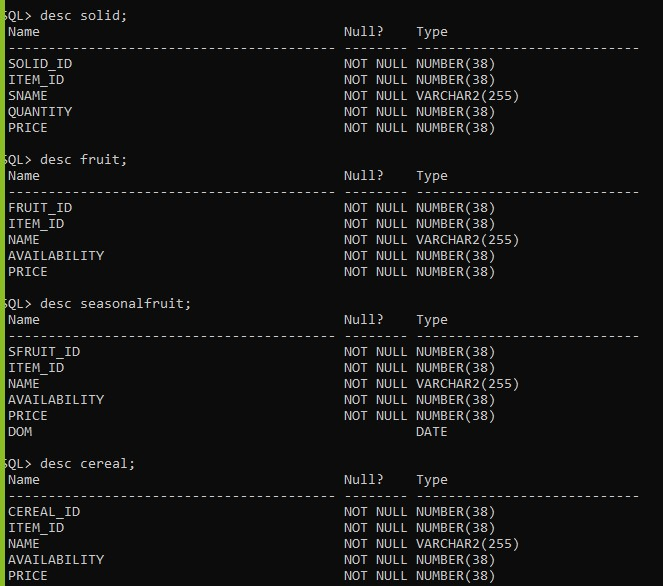 SQL> desc solid;
Name Null? Type
----------------------------------------- -------- ----------------------------
SOLID_ID NOT NULL NUMBER(38)
ITEM_ID NOT NULL NUMBER(38)
SNAME NOT NULL VARCHAR2(255)
QUANTITY NOT NULL NUMBER(38)
PRICE NOT NULL NUMBER(38)
SQL> desc fruit;
Name Null? Type
----------------------------------------- -------- ----------------------------
FRUIT_ID NOT NULL NUMBER(38)
ITEM_ID NOT NULL NUMBER(38)
NAME NOT NULL VARCHAR2(255)
AVAILABILITY NOT NULL NUMBER(38)
PRICE NOT NULL NUMBER(38)
SQL> desc seasonalfruit;
Name Null? Type
----------------------------------------- -------- ----------------------------
SFRUIT_ID NOT NULL NUMBER(38)
ITEM_ID NOT NULL NUMBER(38)
NAME NOT NULL VARCHAR2(255)
AVAILABILITY NOT NULL NUMBER(38)
PRICE NOT NULL NUMBER(38)
DOM DATE
SQL> desc cereal;
Name Null? Type
----------------------------------------- -------- ----------------------------
CEREAL_ID NOT NULL NUMBER(38)
ITEM_ID NOT NULL NUMBER(38)
NAME NOT NULL VARCHAR2(255)
AVAILABILITY NOT NULL NUMBER(38)
PRICE NOT NULL NUMBER(38)